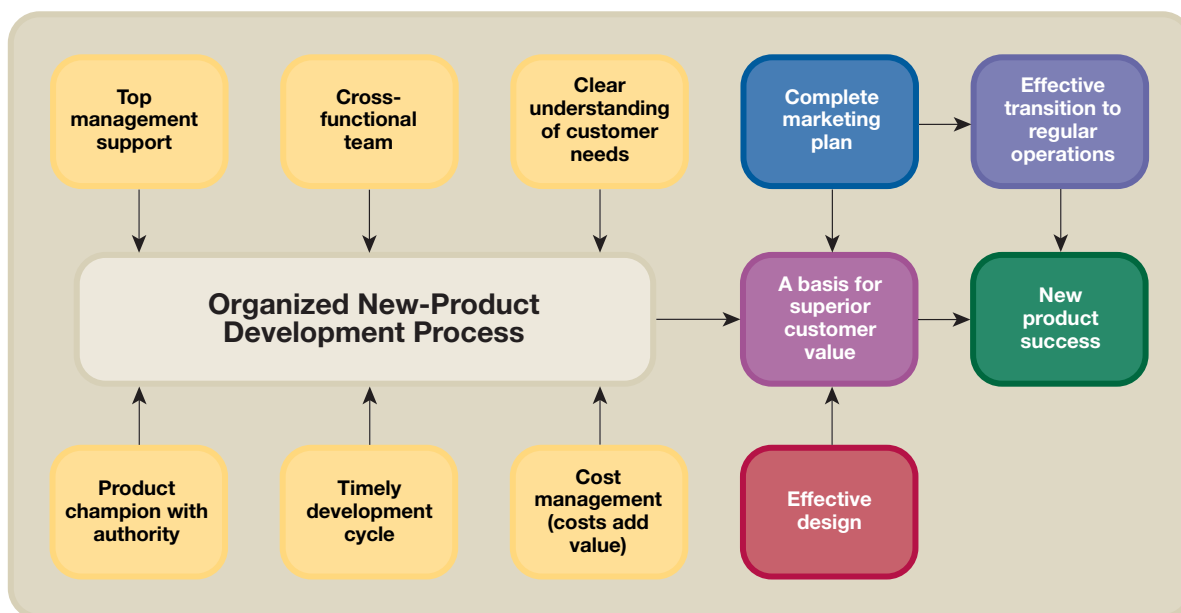 Top
management
support
Cross-
functional
team
Clear
understanding
of customer
needs
Complete
marketing
plan
Effective
transition to
regular
operations
Organized New-Product
Development Process
A basis for
superior
customer
value
New
product
success
Product
champion with
authority
Timely
development
cycle
Cost
management
(costs add
value)
Effective
design